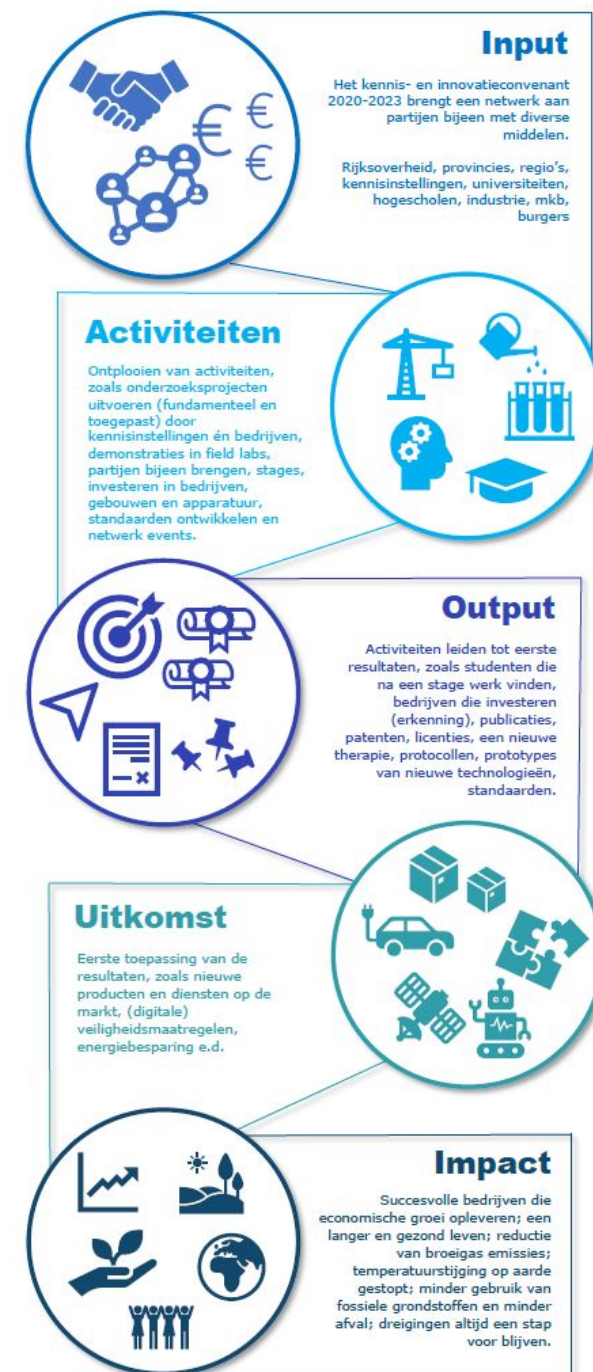 Input
Het kennis- en innovatieconvenant
2020-2023 brengt een netwerk aan
partijen bijeen met diverse
middelen.
Rijksoverheid, provincies, regio's,
kennisinstellingen, universiteiten,
hogescholen, industrie, mkb,
burgers
Activiteiten
Ontplooien van activiteiten,
zoals onderzoeksprojecten
uitvoeren (fundamenteel en
toegepast) door
kennisinstellingen én bedrijven,
demonstraties in field labs,
partijen bijeen brengen, stages,
investeren in bedrijven,
gebouwen en apparatuur,
standaarden ontwikkelen en
netwerk events.
Output
Activiteiten leiden tot eerste
resultaten, zoals studenten die
na een stage werk vinden,
bedrijven die investeren
(erkenning), publicaties,
patenten, licenties, een nieuwe
therapie, protocollen, prototypes
van nieuwe technologieën,
standaarden.
Uitkomst
Eerste toepassing van de
resultaten, zoals nieuwe
producten en diensten op de
markt, (digitale)
veiligheidsmaatregelen,
energiebesparing e.d.
Impact
Succesvolle bedrijven die
economische groei opleveren; een
langer en gezond leven; reductie
van broeigas emissies;
temperatuurstijging op aarde
gestopt; minder gebruik van
fossiele grondstoffen en minder
afval; dreigingen altijd een stap
voor blijven.